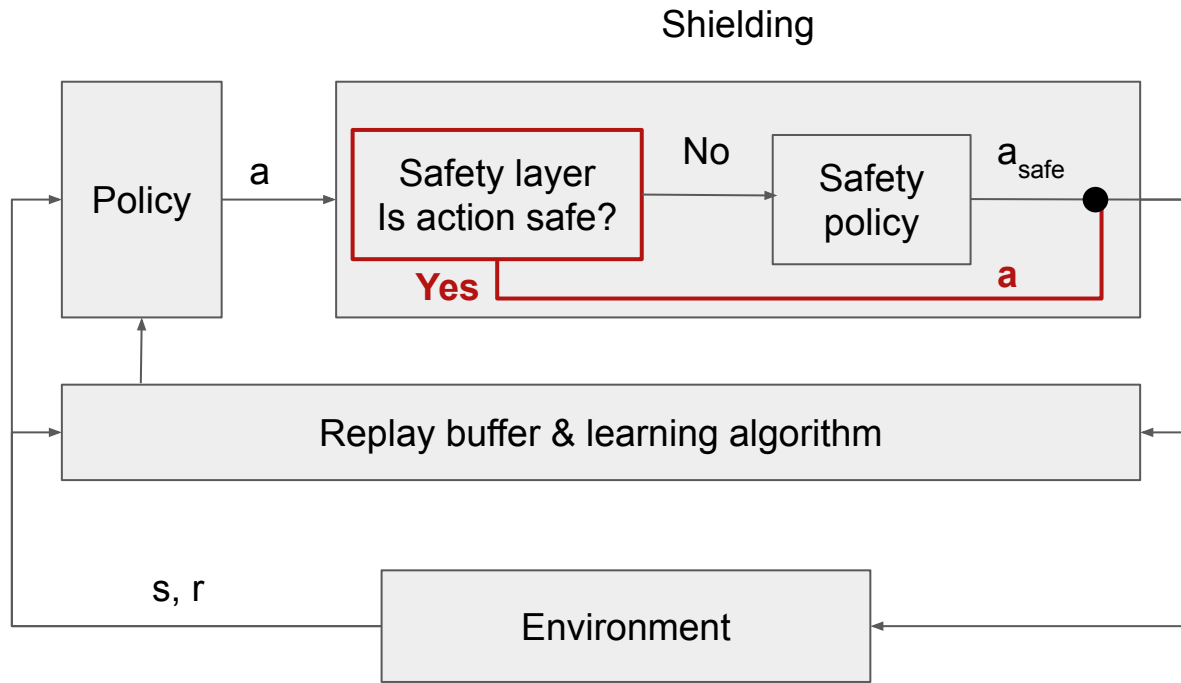 Shielding
Policy
a
Safety layer
Is action safe?
No
Safety
policy
a_safe
Yes
a
Replay buffer & learning algorithm
s, r
Environment